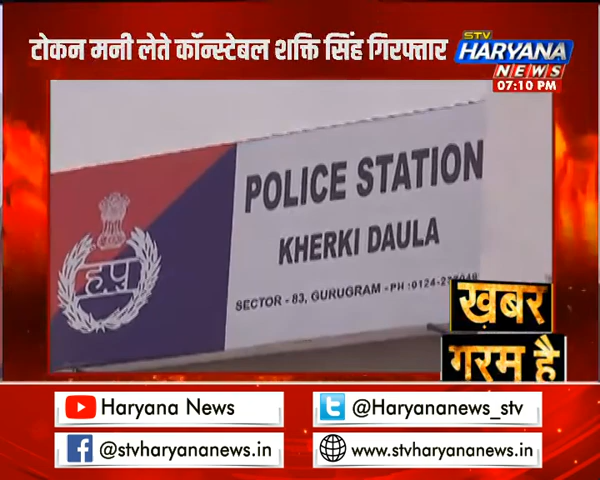 टोकन मनी लेते कॉन्स्टेबल शक्ति सिंह गिरफ्तार
STV
HARYANA
NEWS
07:10 PM
POLICE STATION
KHERKI DAULA
SECTOR - 83, GURUGRAM - PH :0124-
ह.पु
ख़बर
गरम है
Haryana News
@Haryananews_stv
@stvharyananews.in
www.stvharyananews.in